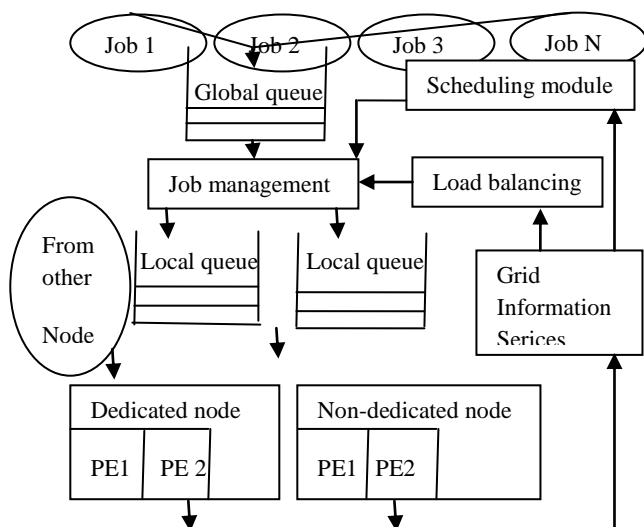 Job 1
Job 2
Job 3
Job N
Global queue
Scheduling module
Job management
Load balancing
From
other
Node
Local queue
Local queue
Grid
Information
Serices
Dedicated node
Non-dedicated node
PE1
PE 2
PE1
PE2